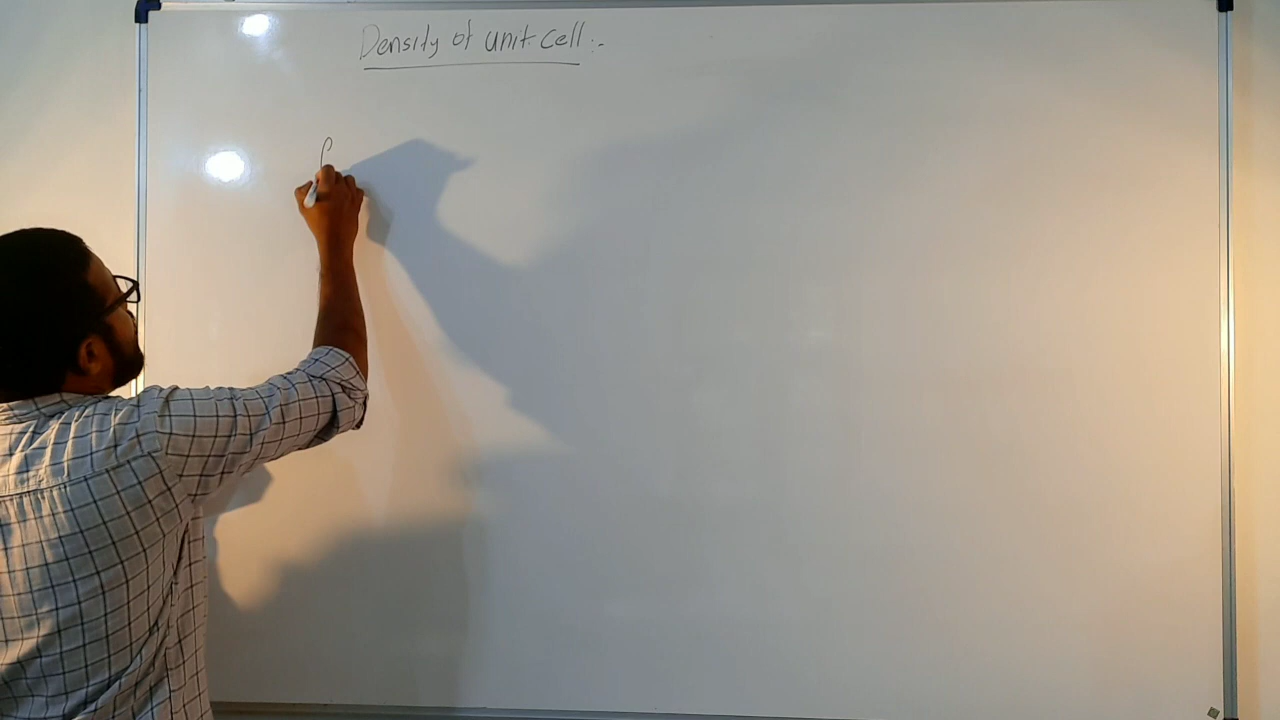 Density of unit cell :-
ρ